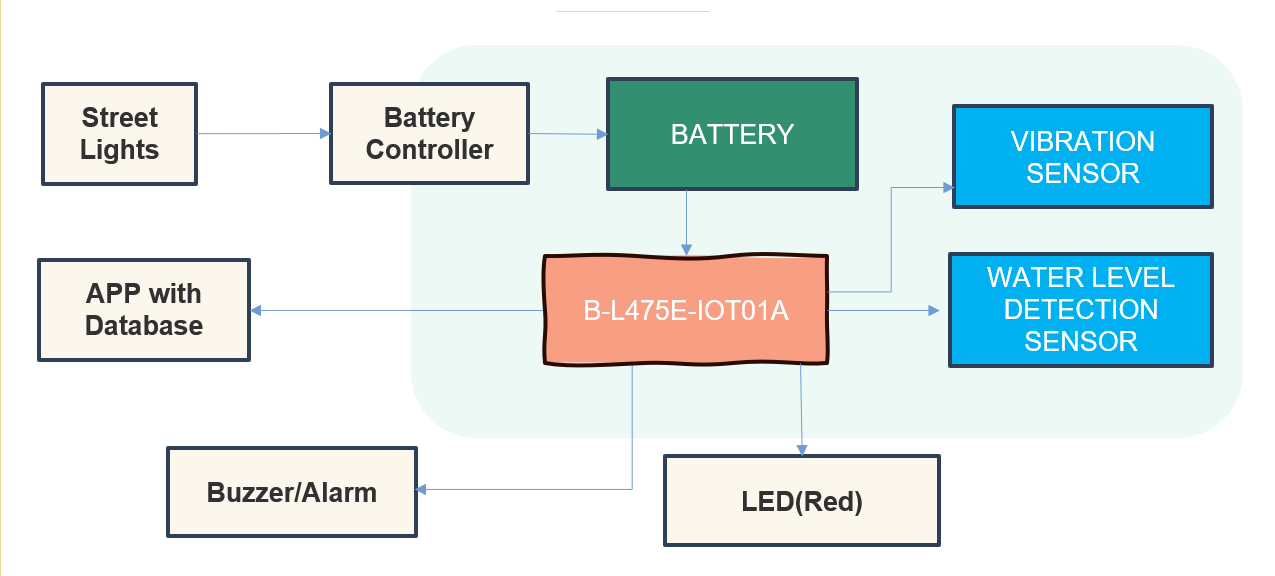 Street
Lights
Battery
Controller
BATTERY
VIBRATION
SENSOR
APP with
Database
B-L475E-IOT01A
WATER LEVEL
DETECTION
SENSOR
Buzzer/Alarm
LED(Red)